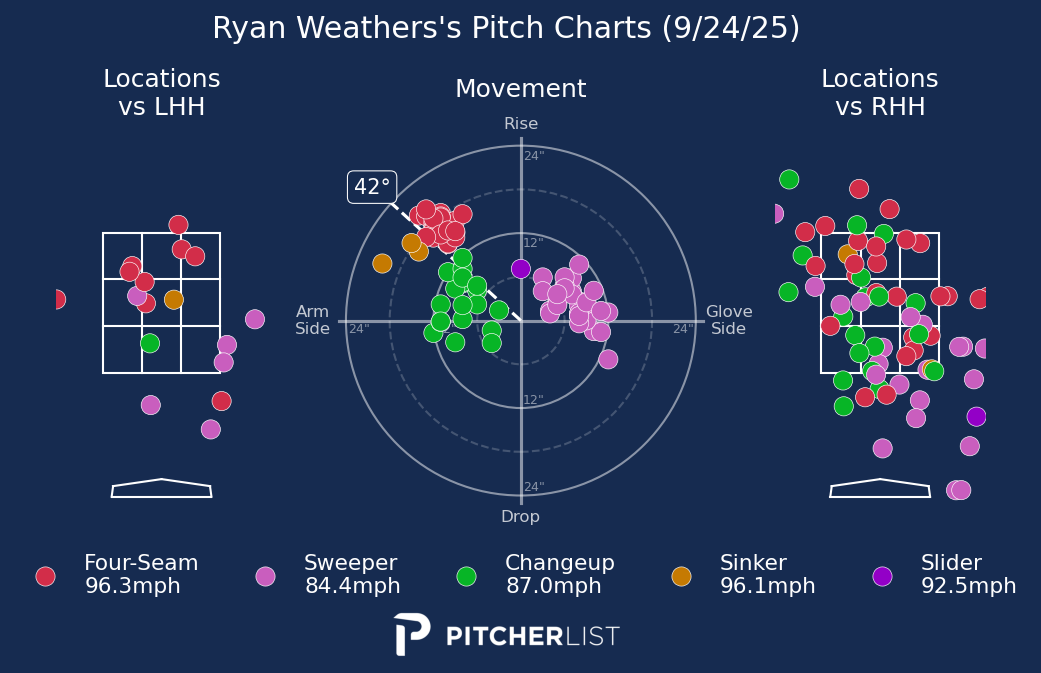 Ryan Weathers's Pitch Charts (9/24/25)
Locations
vs LHH
Movement
Locations
vs RHH
Rise
24"
42°
12"
Arm
Side
24"
24"
Glove
Side
12"
24"
Drop
Four-Seam
96.3mph
Sweeper
84.4mph
Changeup
87.0mph
Sinker
96.1mph
Slider
92.5mph
PITCHERLIST